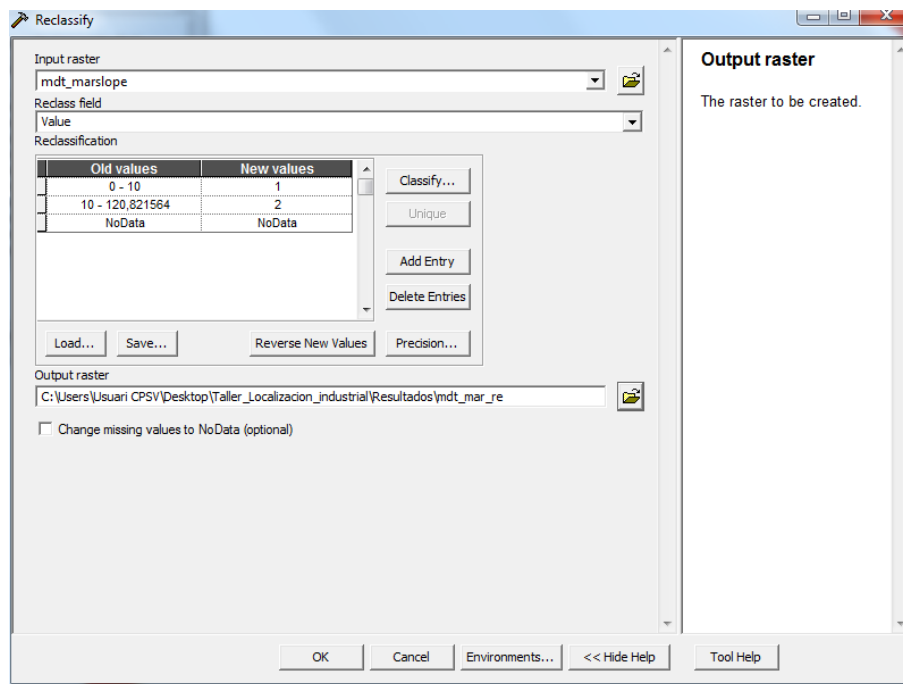 Reclassify
Input raster
mdt_marslope
Reclass field
Value
Reclassification
Old values New values
0 - 10 1
10 - 120,821564 2
NoData NoData
Classify...
Unique
Add Entry
Delete Entries
Load... Save... Reverse New Values Precision...
Output raster
C:\Users\Usuari CPSV\Desktop\Taller_Localizacion_industrial\Resultados\mdt_mar_re
Change missing values to NoData (optional)
OK Cancel Environments... << Hide Help Tool Help
Output raster
The raster to be created.